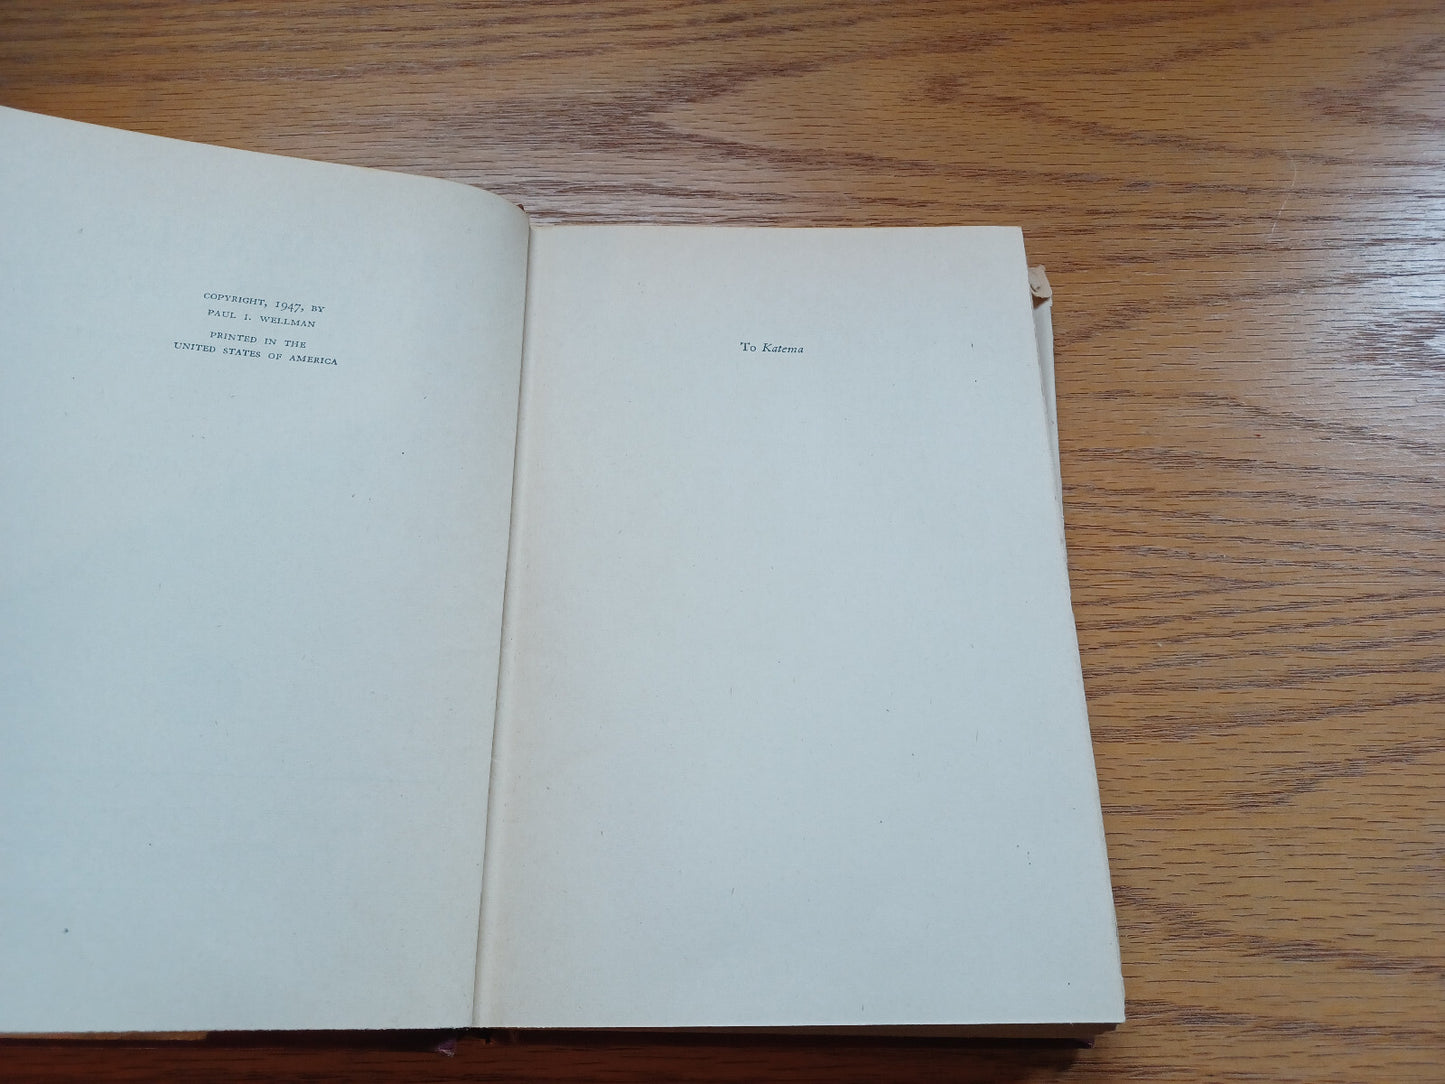 COPYRIGHT, 1947, BY
PAUL I. WELLMAN
PRINTED IN THE
UNITED STATES OF AMERICA
To Katema